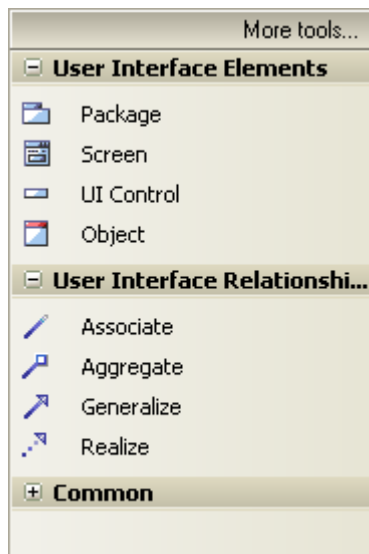 More tools...
User Interface Elements
Package
Screen
UI Control
Object
User Interface Relationshi...
Associate
Aggregate
Generalize
Realize
Common